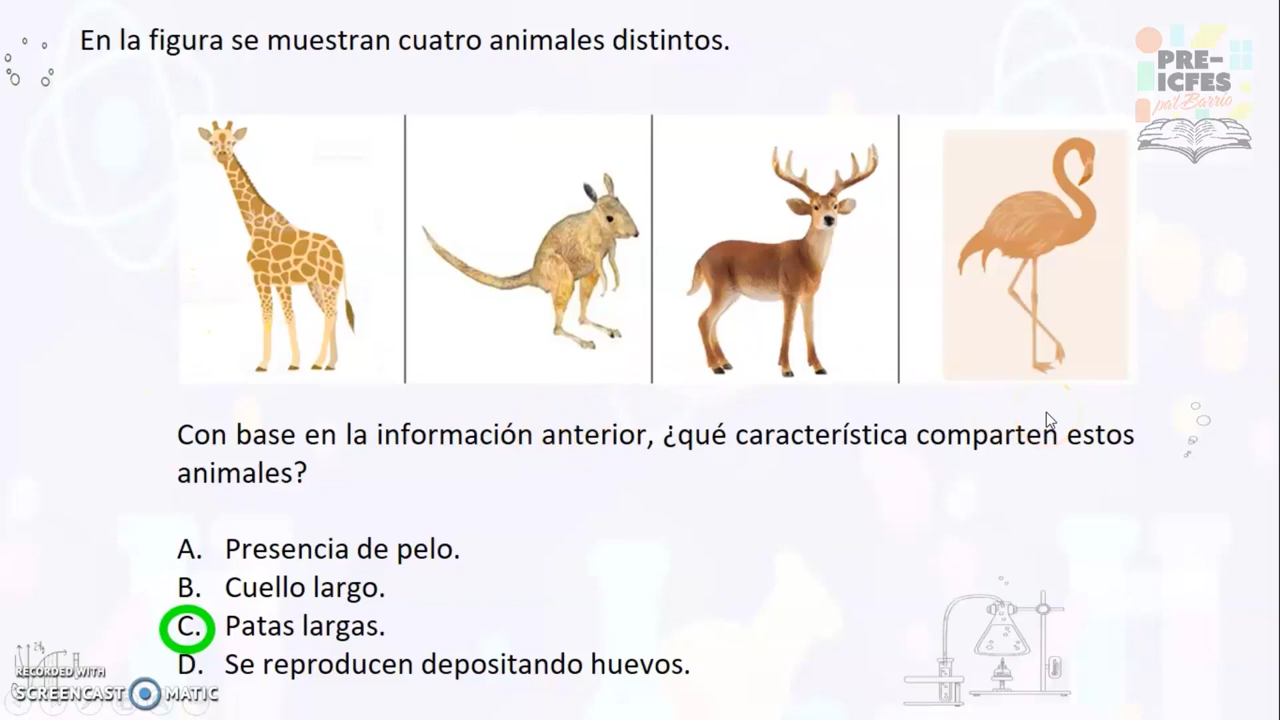 En la figura se muestran cuatro animales distintos.
PRE-
ICFES
pa'l Barrio
Con base en la información anterior, ¿qué característica comparten estos
animales?
A. Presencia de pelo.
B. Cuello largo.
C. Patas largas.
D. Se reproducen depositando huevos.
RECORDED WITH
SCREENCAST MATIC